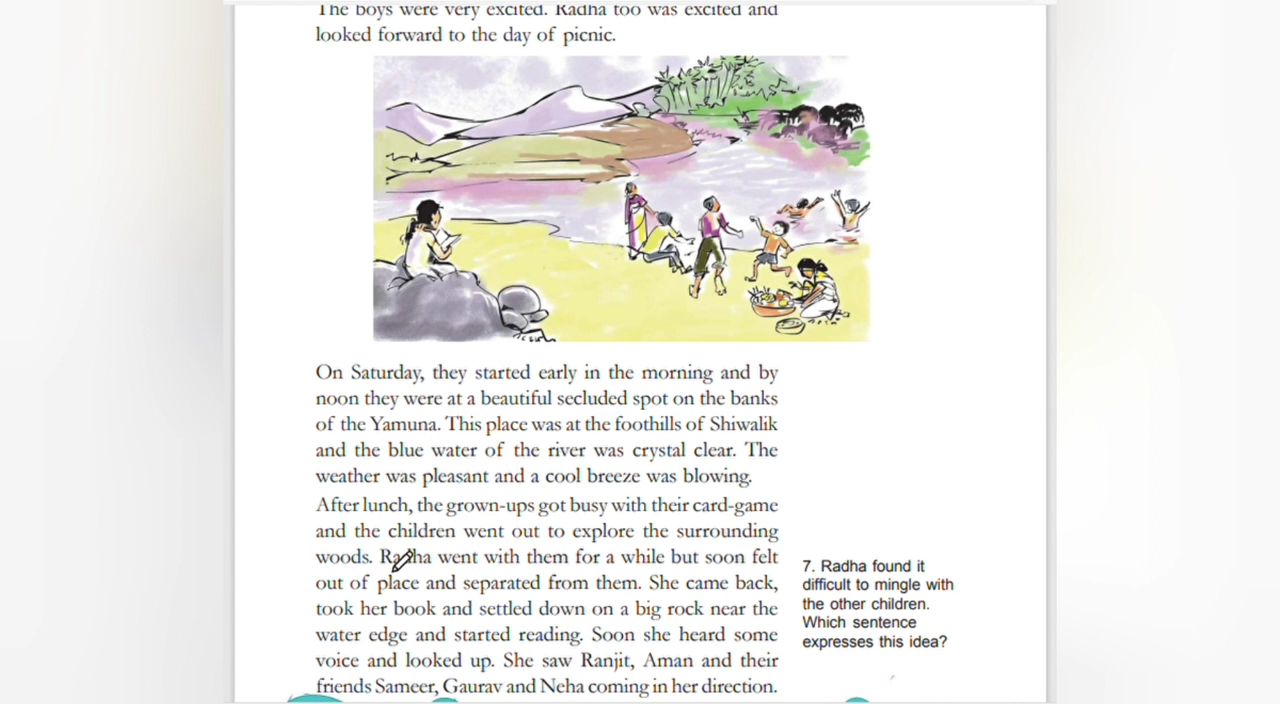 The boys were very excited. Radha too was excited and
looked forward to the day of picnic.
On Saturday, they started early in the morning and by
noon they were at a beautiful secluded spot on the banks
of the Yamuna. This place was at the foothills of Shiwalik
and the blue water of the river was crystal clear. The
weather was pleasant and a cool breeze was blowing.
After lunch, the grown-ups got busy with their card-game
and the children went out to explore the surrounding
woods. Radha went with them for a while but soon felt
out of place and separated from them. She came back,
took her book and settled down on a big rock near the
water edge and started reading. Soon she heard some
voice and looked up. She saw Ranjit, Aman and their
friends Sameer, Gaurav and Neha coming in her direction.
7. Radha found it
difficult to mingle with
the other children.
Which sentence
expresses this idea?